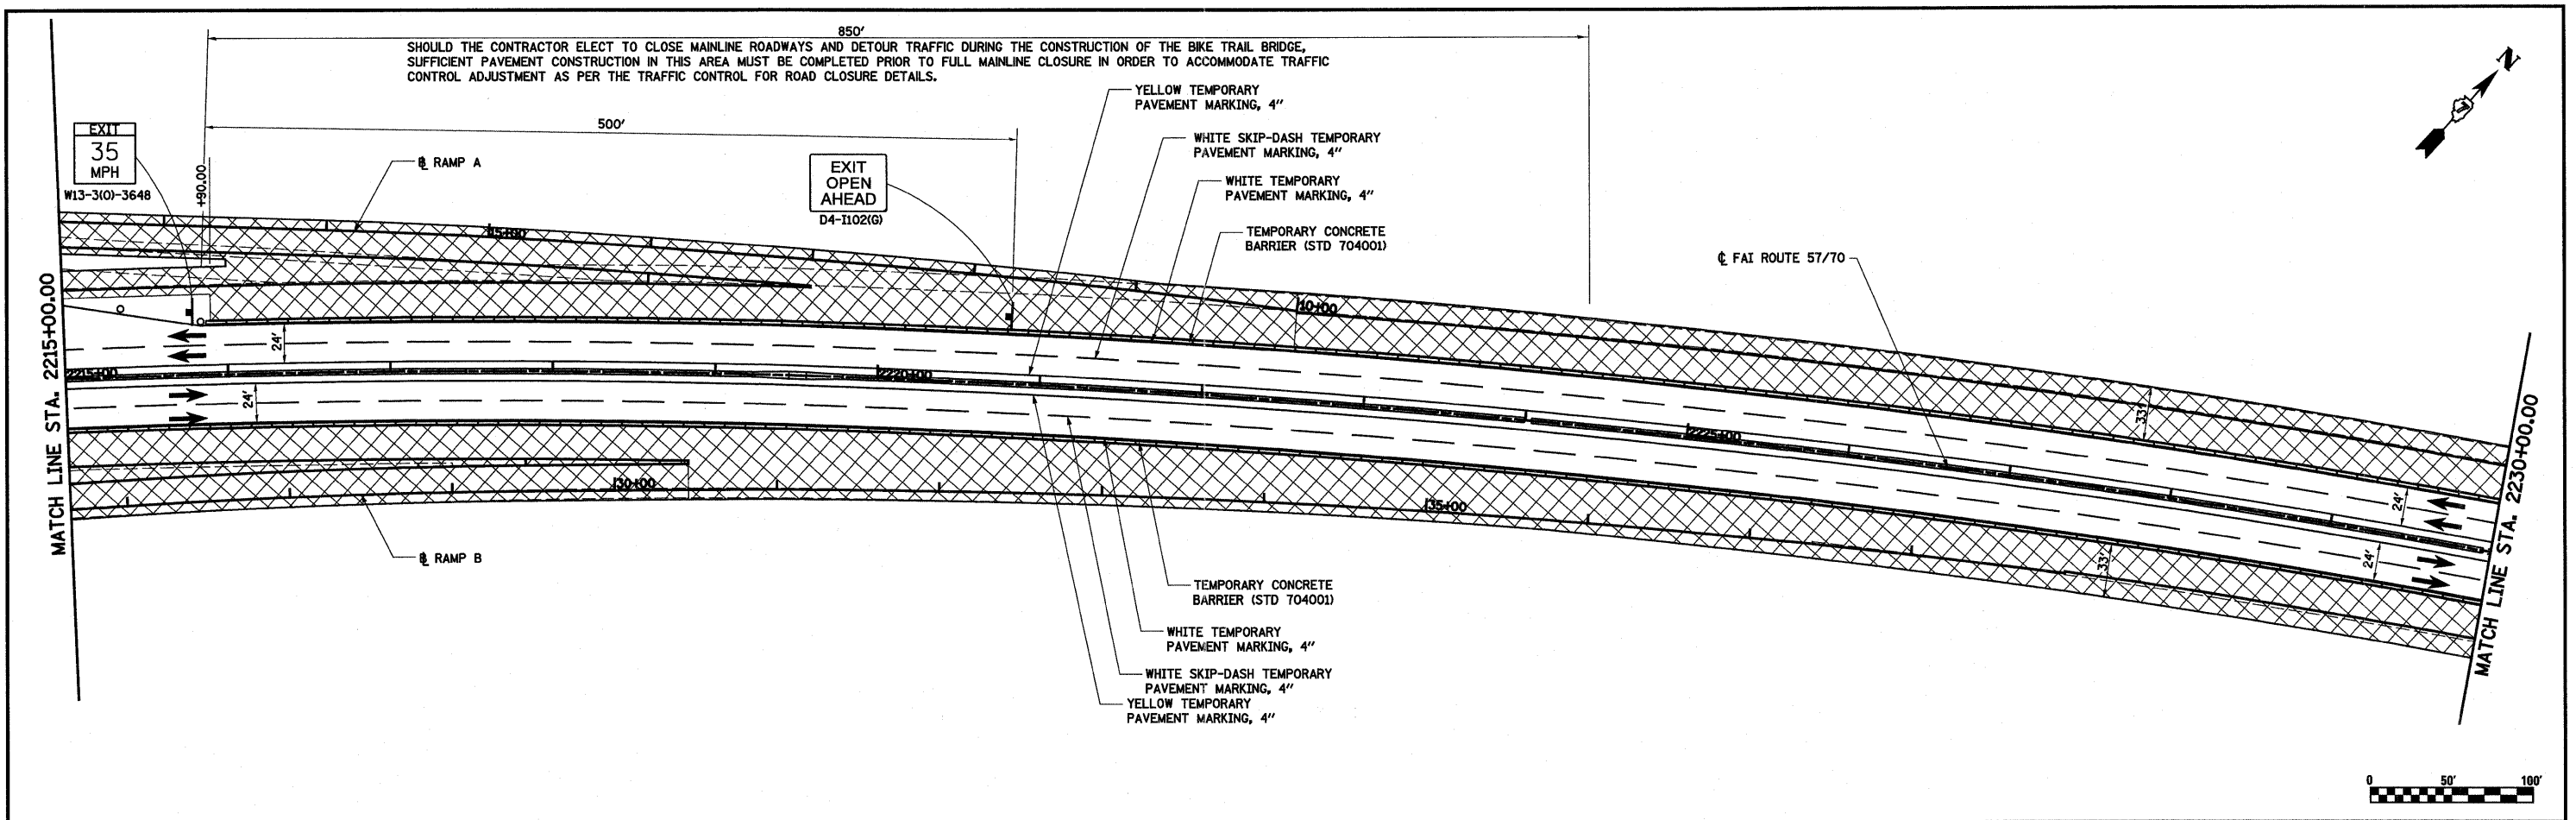 850'
SHOULD THE CONTRACTOR ELECT TO CLOSE MAINLINE ROADWAYS AND DETOUR TRAFFIC DURING THE CONSTRUCTION OF THE BIKE TRAIL BRIDGE,
SUFFICIENT PAVEMENT CONSTRUCTION IN THIS AREA MUST BE COMPLETED PRIOR TO FULL MAINLINE CLOSURE IN ORDER TO ACCOMMODATE TRAFFIC
CONTROL ADJUSTMENT AS PER THE TRAFFIC CONTROL FOR ROAD CLOSURE DETAILS.
N
YELLOW TEMPORARY
PAVEMENT MARKING, 4"
500'
EXIT
35
MPH
W13-3(O)-3648
+90.00
℄ RAMP A
EXIT
OPEN
AHEAD
D4-I102(G)
WHITE SKIP-DASH TEMPORARY
PAVEMENT MARKING, 4"
WHITE TEMPORARY
PAVEMENT MARKING, 4"
TEMPORARY CONCRETE
BARRIER (STD 704001)
℄ FAI ROUTE 57/70
15+00
10+00
MATCH LINE STA. 2215+00.00
24'
2215+00
2220+00
24'
2225+00
33'
MATCH LINE STA. 2230+00.00
24'
24'
33'
30+00
35+00
℄ RAMP B
TEMPORARY CONCRETE
BARRIER (STD 704001)
WHITE TEMPORARY
PAVEMENT MARKING, 4"
WHITE SKIP-DASH TEMPORARY
PAVEMENT MARKING, 4"
YELLOW TEMPORARY
PAVEMENT MARKING, 4"
0 50' 100'